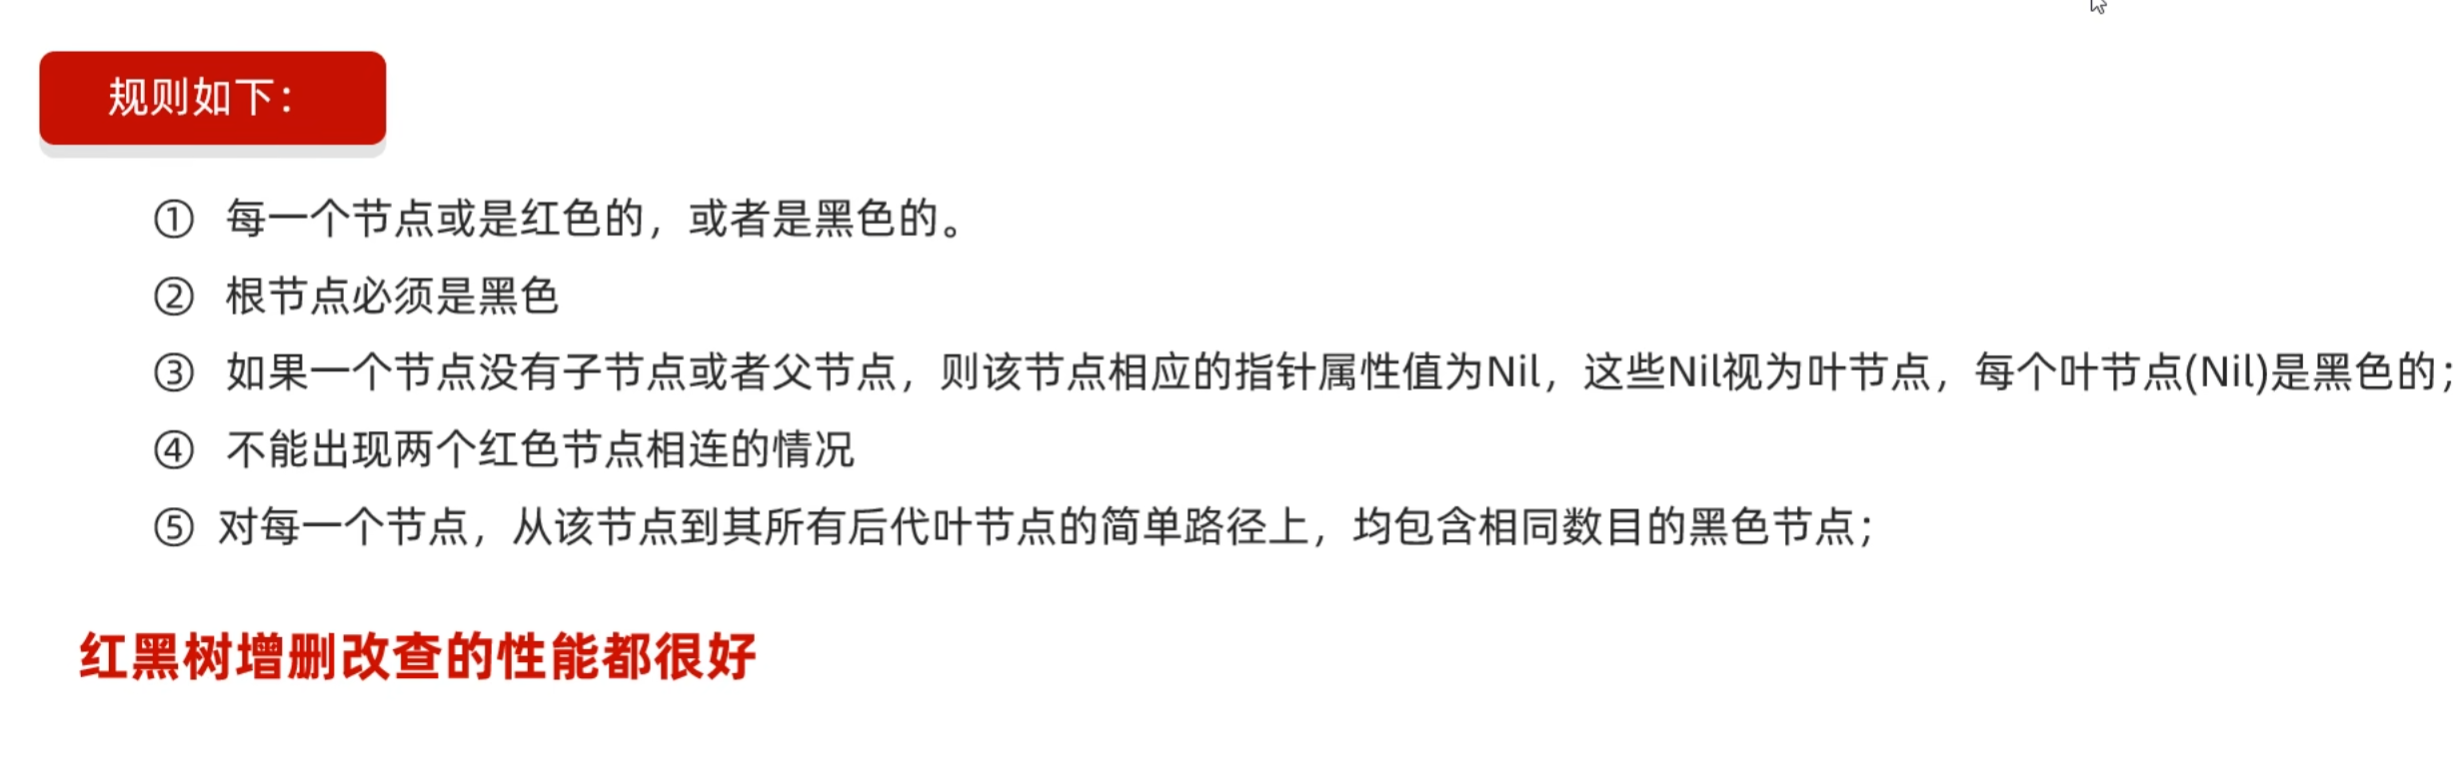 规则如下：
① 每一个节点或是红色的，或者是黑色的。
② 根节点必须是黑色
③ 如果一个节点没有子节点或者父节点，则该节点相应的指针属性值为Nil，这些Nil视为叶节点，每个叶节点(Nil)是黑色的；
④ 不能出现两个红色节点相连的情况
⑤ 对每一个节点，从该节点到其所有后代叶节点的简单路径上，均包含相同数目的黑色节点；
红黑树增删改查的性能都很好